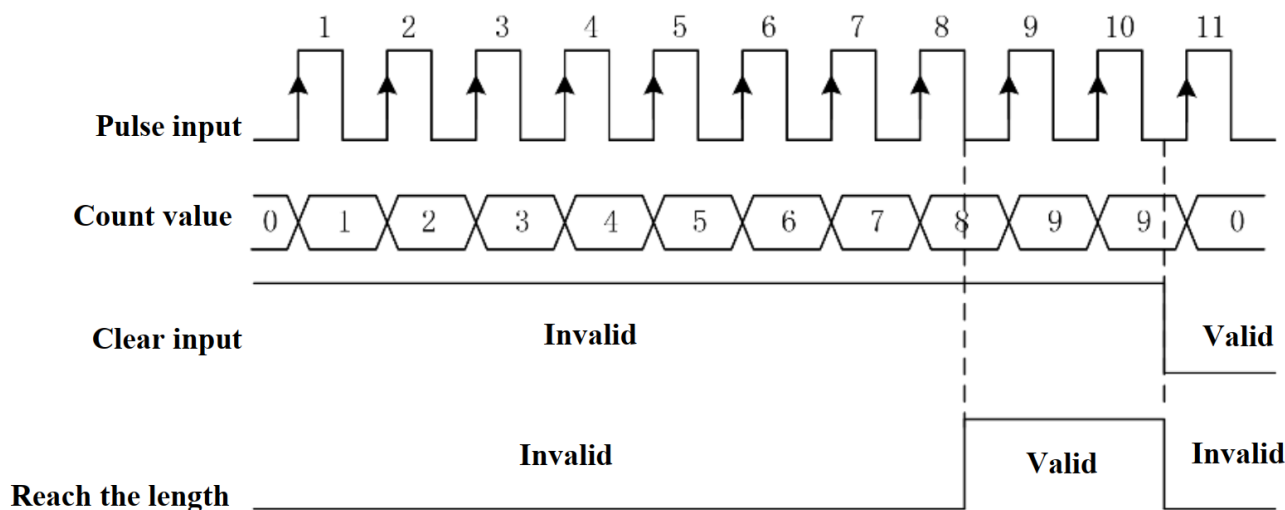 1 2 3 4 5 6 7 8 9 10 11
Pulse input
Count value 0 1 2 3 4 5 6 7 8 9 9 0
Clear input Invalid Valid
Invalid Valid Invalid
Reach the length